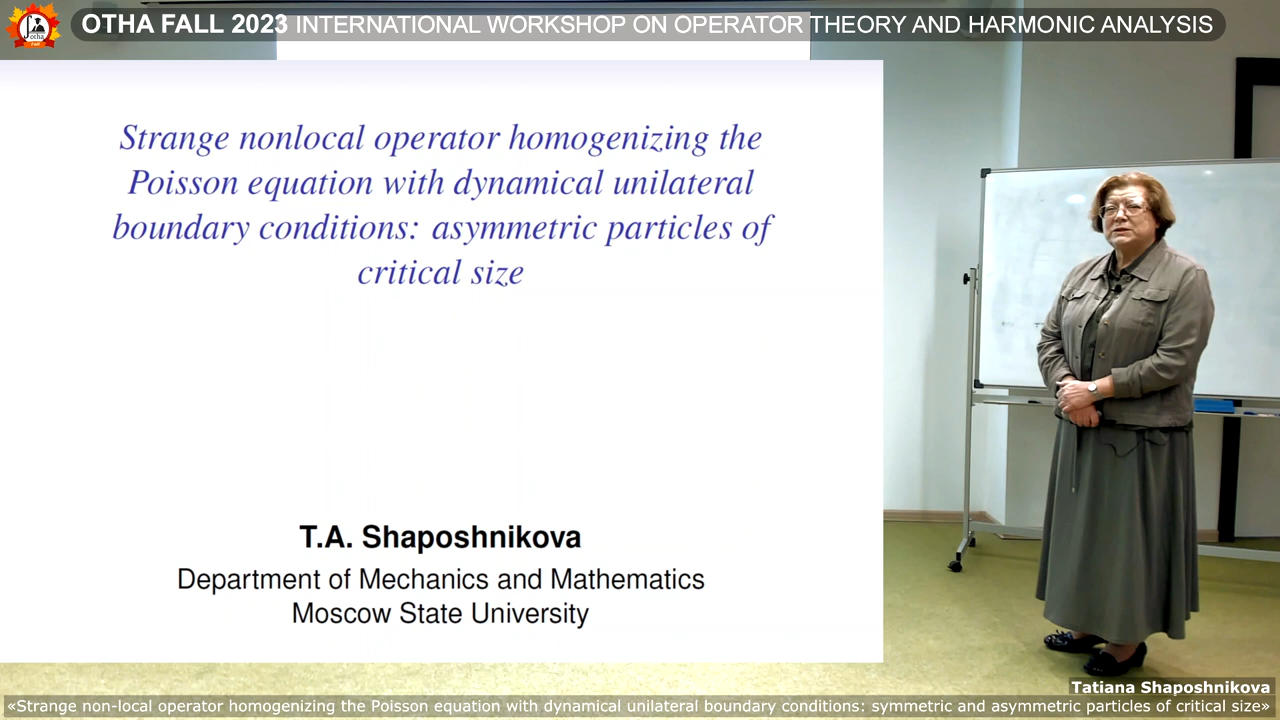 OTHA FALL 2023 INTERNATIONAL WORKSHOP ON OPERATOR THEORY AND HARMONIC ANALYSIS
otha
Fall
Strange nonlocal operator homogenizing the
Poisson equation with dynamical unilateral
boundary conditions: asymmetric particles of
critical size
T.A. Shaposhnikova
Department of Mechanics and Mathematics
Moscow State University
Tatiana Shaposhnikova
«Strange non-local operator homogenizing the Poisson equation with dynamical unilateral boundary conditions: symmetric and asymmetric particles of critical size»